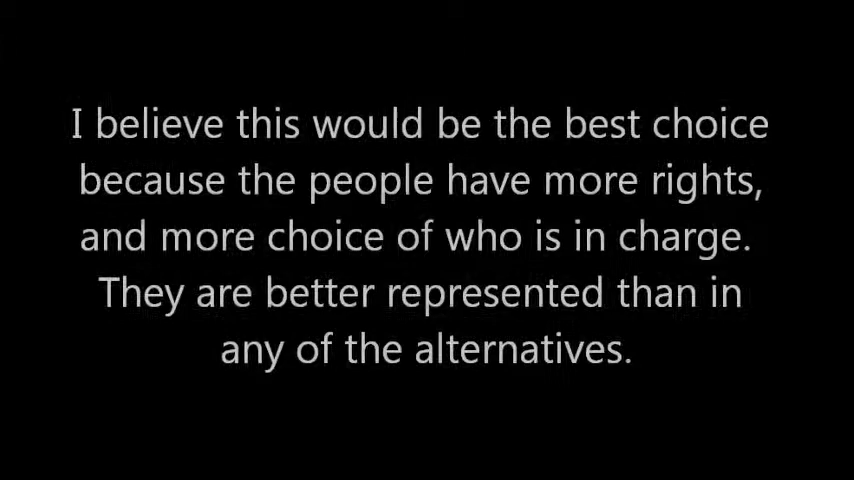 I believe this would be the best choice
because the people have more rights,
and more choice of who is in charge.
They are better represented than in
any of the alternatives.